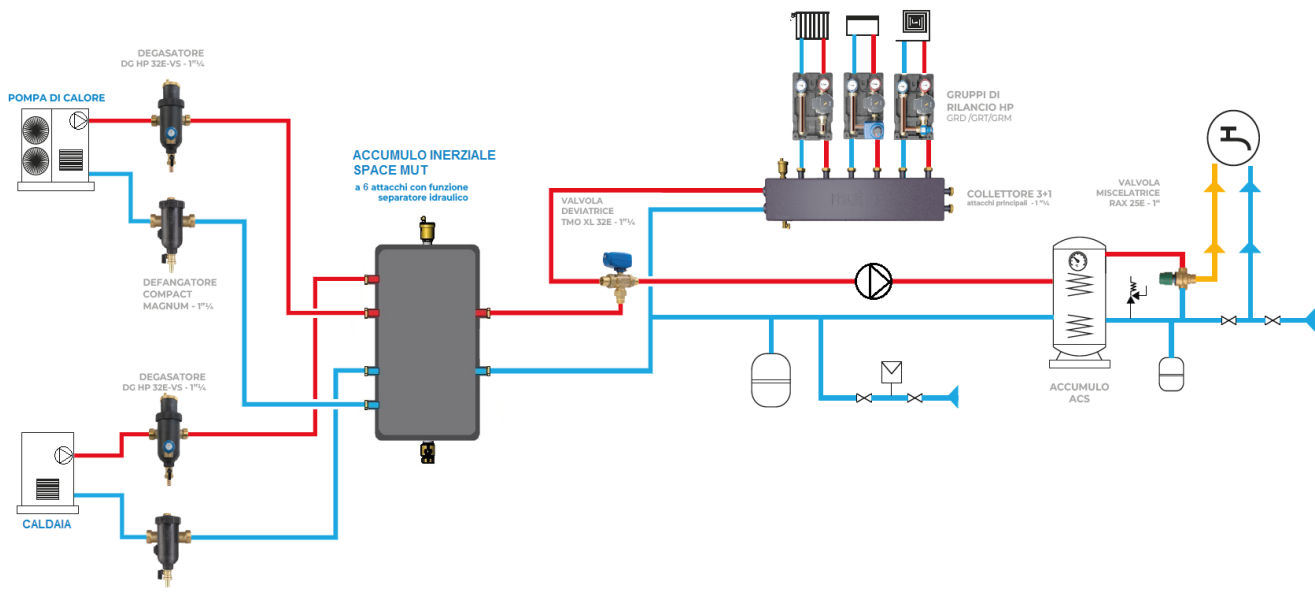 DEGASATORE
DG HP 32E-VS - 1"¼
POMPA DI CALORE
DEFANGATORE
COMPACT
MAGNUM - 1"¼
DEGASATORE
DG HP 32E-VS - 1"¼
CALDAIA
ACCUMULO INERZIALE
SPACE MUT
a 6 attacchi con funzione
separatore idraulico
VALVOLA
DEVIATRICE
TMO XL 32E - 1"¼
GRUPPI DI
RILANCIO HP
GRD /GRT/GRM
mut
COLLETTORE 3+1
attacchi principali - 1 "¼
VALVOLA
MISCELATRICE
RAX 25E - 1"
ACCUMULO
ACS